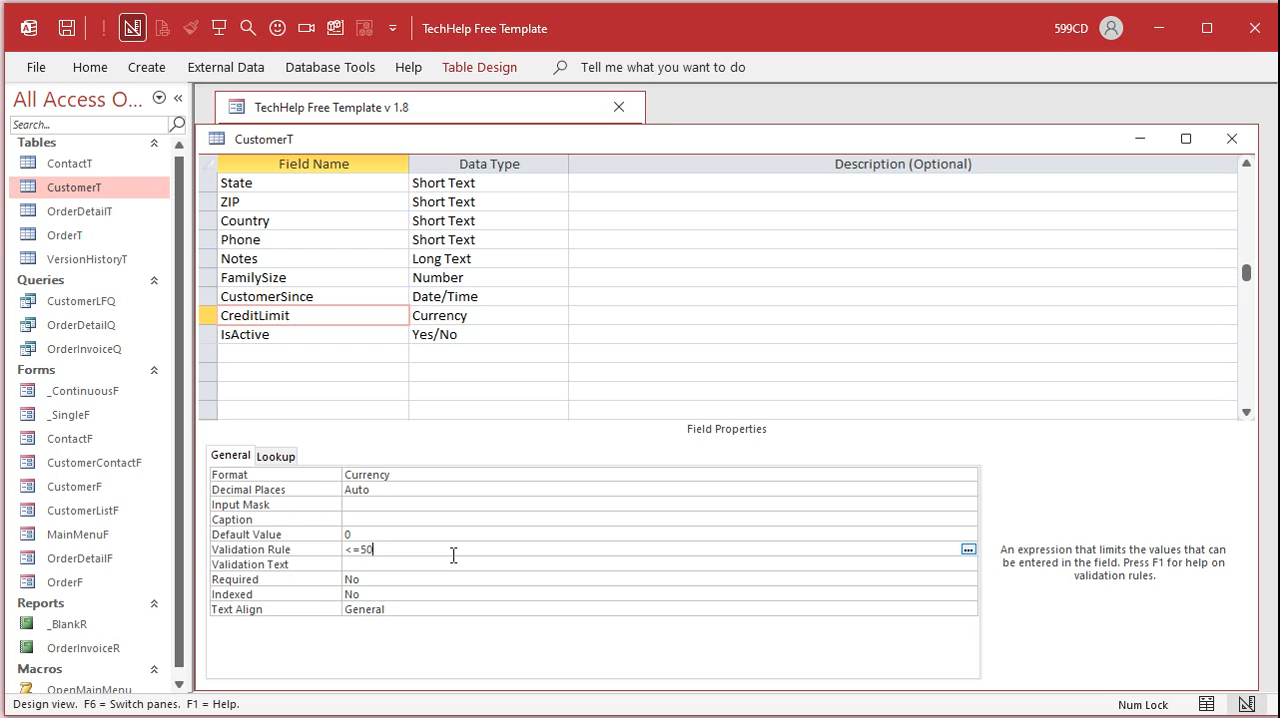 TechHelp Free Template
599CD
File Home Create External Data Database Tools Help Table Design Tell me what you want to do
All Access O...
Search...
Tables
ContactT
CustomerT
OrderDetailT
OrderT
VersionHistoryT
Queries
CustomerLFQ
OrderDetailQ
OrderInvoiceQ
Forms
_ContinuousF
_SingleF
ContactF
CustomerContactF
CustomerF
CustomerListF
MainMenuF
OrderDetailF
OrderF
Reports
_BlankR
OrderInvoiceR
Macros
OpenMainMenu
TechHelp Free Template v 1.8
CustomerT
Field Name Data Type Description (Optional)
State Short Text
ZIP Short Text
Country Short Text
Phone Short Text
Notes Long Text
FamilySize Number
CustomerSince Date/Time
CreditLimit Currency
IsActive Yes/No
Field Properties
General Lookup
Format Currency
Decimal Places Auto
Input Mask
Caption
Default Value 0
Validation Rule <=50
Validation Text
Required No
Indexed No
Text Align General
An expression that limits the values that can
be entered in the field. Press F1 for help on
validation rules.
Design view. F6 = Switch panes. F1 = Help.
Num Lock